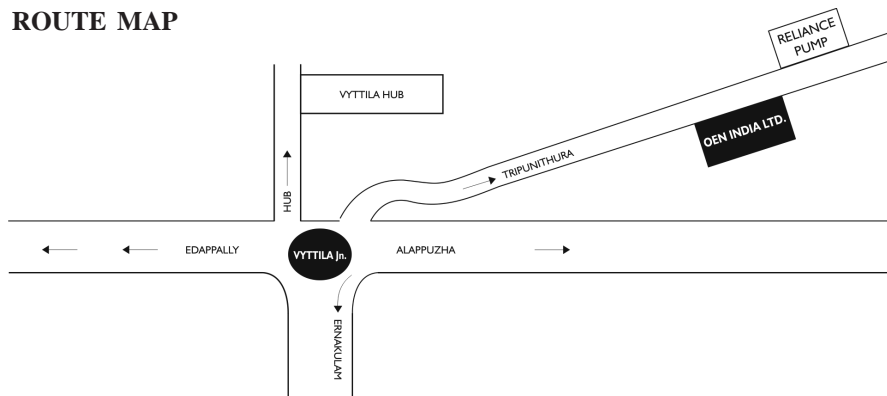 ROUTE MAP
RELIANCE
PUMP
VYTTILA HUB
OEN INDIA LTD.
TRIPUNITHURA
HUB
EDAPPALLY
VYTTILA Jn.
ALAPPUZHA
ERNAKULAM